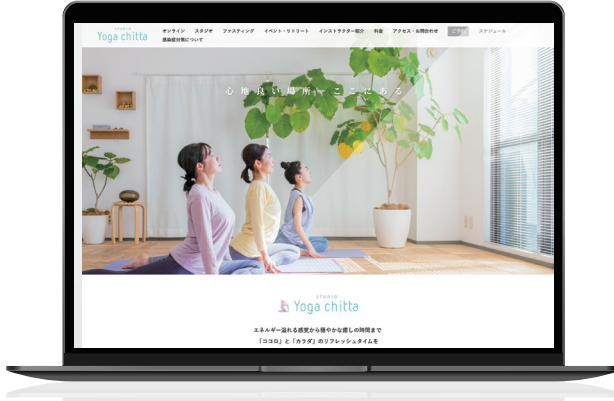 STUDIO
Yoga chitta
オンライン スタジオ ファスティング イベント・リトリート インストラクター紹介 料金 アクセス・お問合わせ ご予約 スケジュール
感染症対策について
心地良い場所－ここにある
STUDIO
Yoga chitta
エネルギー溢れる感覚から穏やかな癒しの時間まで
「ココロ」と「カラダ」のリフレッシュタイムを